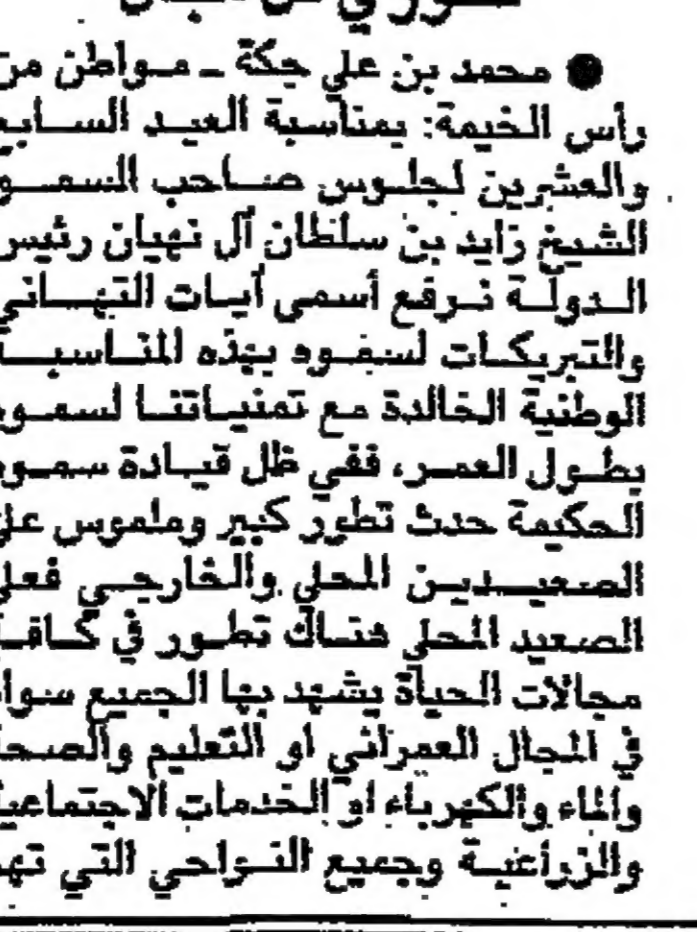 ● محمد بن علي حكة - مواطن من
رأس الخيمة: بمناسبة العيد السابع
والعشرين لجلوس صاحب السمو
الشيخ زايد بن سلطان آل نهيان رئيس
الدولة نرفع أسمى آيات التهاني
والتبريكات لسموه بهذه المناسبة
الوطنية الخالدة مع تمنياتنا لسموه
بطول العمر، ففي ظل قيادة سموه
الحكيمة حدث تطور كبير وملموس على
الصعيدين المحلي والخارجي فعلى
الصعيد المحلي هناك تطور في كافة
مجالات الحياة يشهد بها الجميع سواء
في المجال العمراني او التعليم والصحة
والماء والكهرباء او الخدمات الاجتماعية
والزراعية وجميع النواحي التي تهم